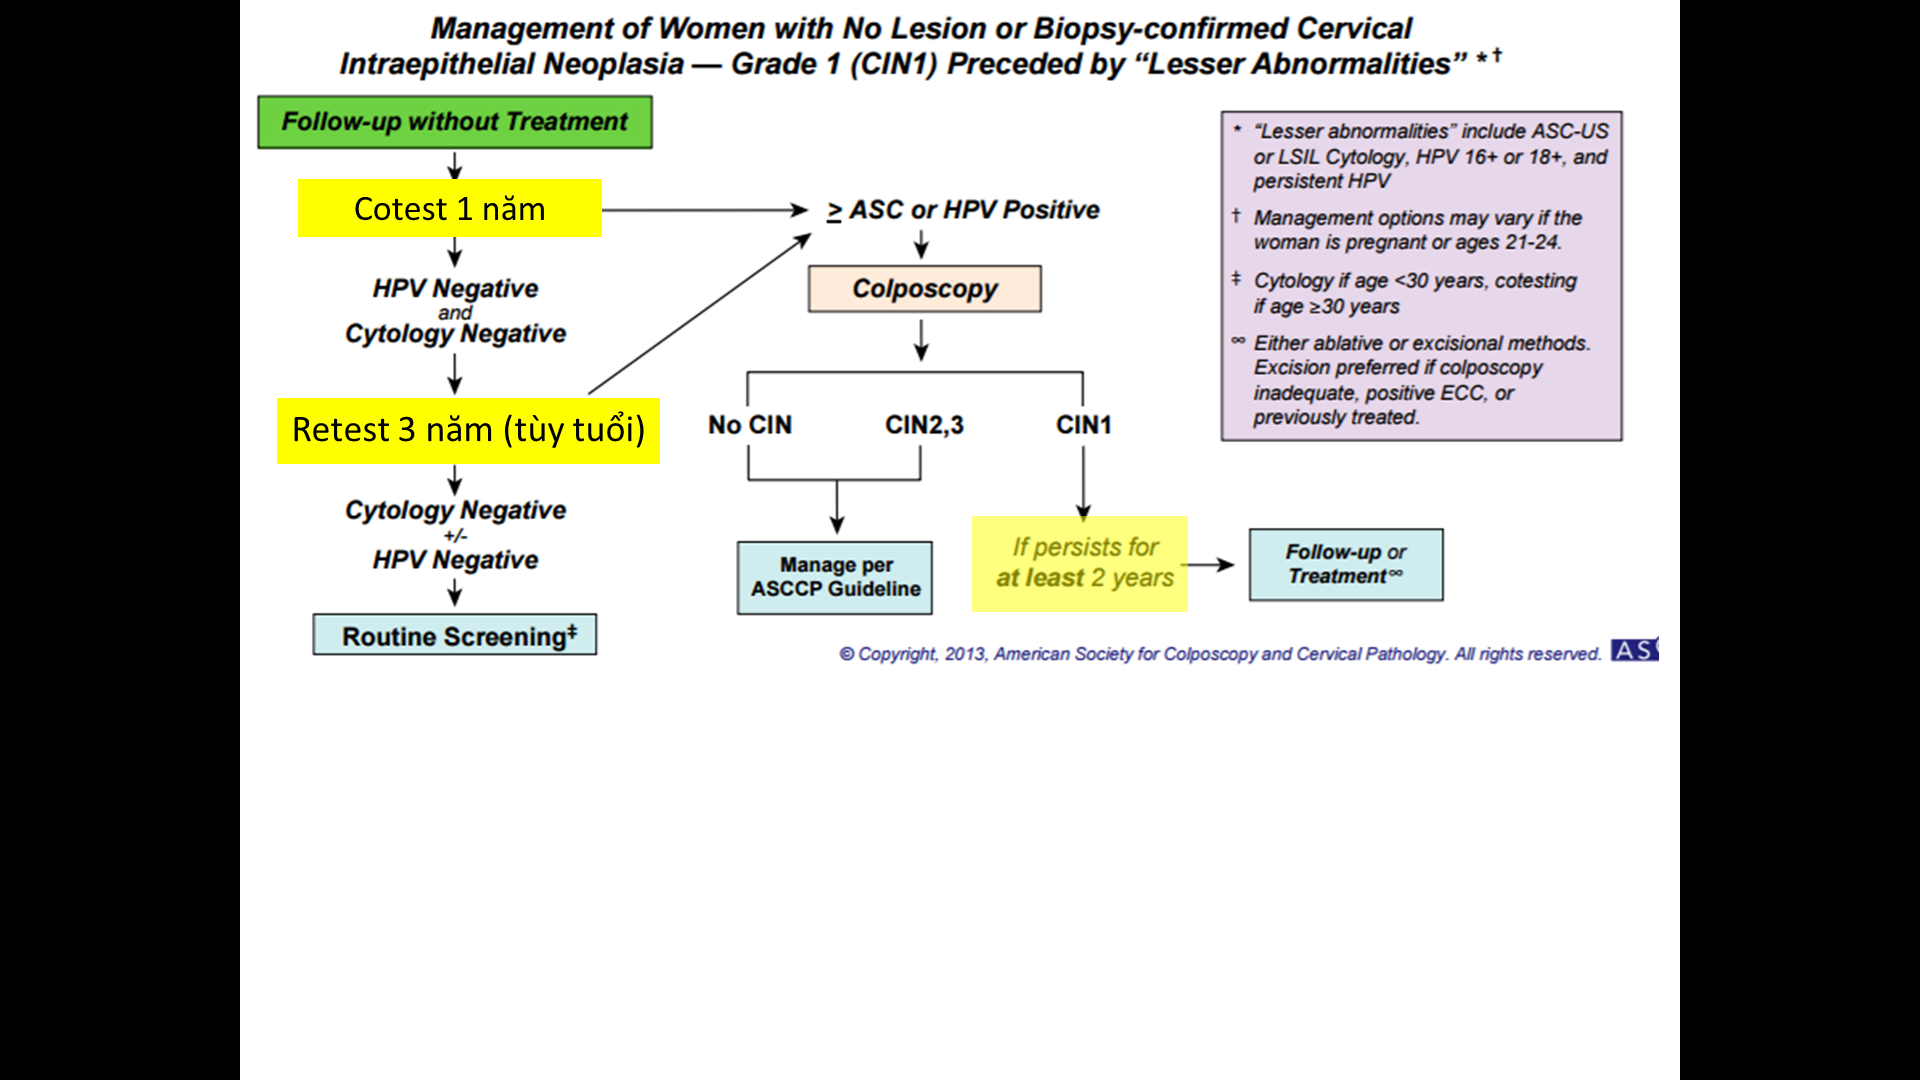 Management of Women with No Lesion or Biopsy-confirmed Cervical
Intraepithelial Neoplasia — Grade 1 (CIN1) Preceded by “Lesser Abnormalities” *†
Follow-up without Treatment
Cotest 1 năm
HPV Negative
and
Cytology Negative
Retest 3 năm (tùy tuổi)
Cytology Negative
+/-
HPV Negative
Routine Screening‡
≥ ASC or HPV Positive
Colposcopy
No CIN
CIN2,3
CIN1
Manage per
ASCCP Guideline
If persists for
at least 2 years
Follow-up or
Treatment∞
* “Lesser abnormalities” include ASC-US
or LSIL Cytology, HPV 16+ or 18+, and
persistent HPV
† Management options may vary if the
woman is pregnant or ages 21-24.
‡ Cytology if age <30 years, cotesting
if age ≥30 years
∞ Either ablative or excisional methods.
Excision preferred if colposcopy
inadequate, positive ECC, or
previously treated.
© Copyright, 2013, American Society for Colposcopy and Cervical Pathology. All rights reserved.
AS